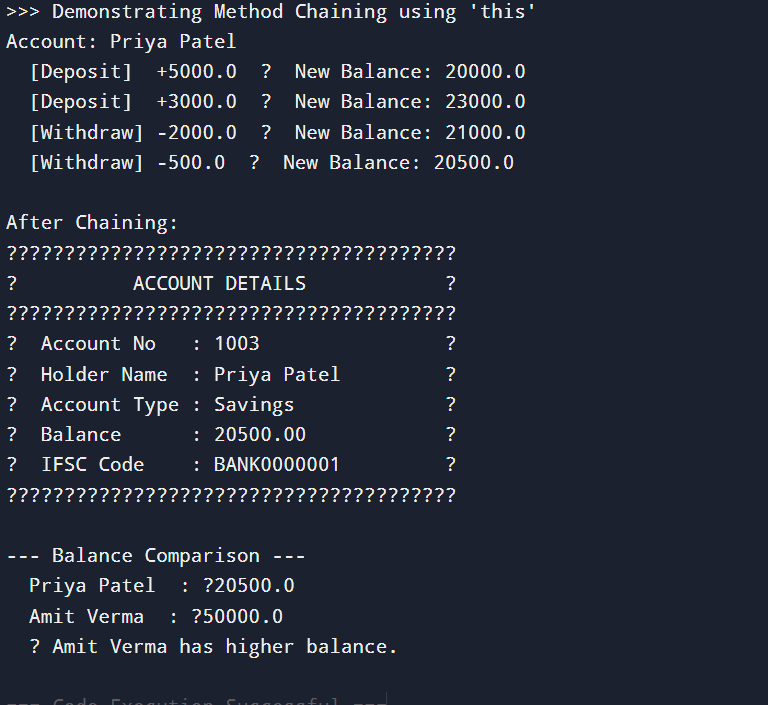 >>> Demonstrating Method Chaining using 'this'
Account: Priya Patel
  [Deposit]  +5000.0  ?  New Balance: 20000.0
  [Deposit]  +3000.0  ?  New Balance: 23000.0
  [Withdraw] -2000.0  ?  New Balance: 21000.0
  [Withdraw] -500.0  ?  New Balance: 20500.0

After Chaining:
???????????????????????????????????????
?          ACCOUNT DETAILS            ?
???????????????????????????????????????
?  Account No   : 1003                ?
?  Holder Name  : Priya Patel         ?
?  Account Type : Savings             ?
?  Balance      : 20500.00            ?
?  IFSC Code    : BANK0000001         ?
???????????????????????????????????????

--- Balance Comparison ---
  Priya Patel  : ?20500.0
  Amit Verma  : ?50000.0
  ? Amit Verma has higher balance.

=== Code Execution Successful ===